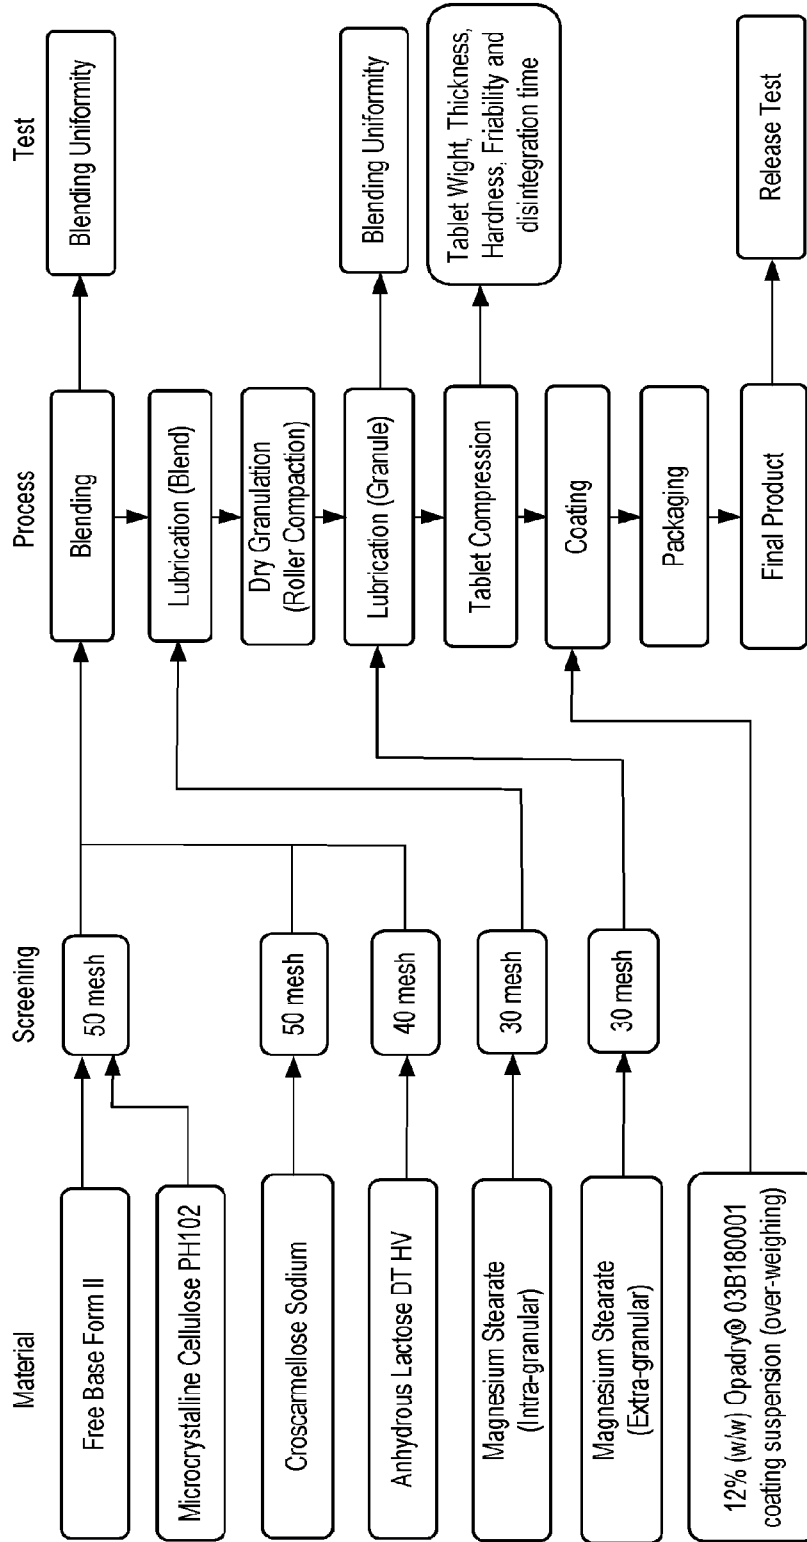 Material
Screening
Process
Test
Free Base Form II
Microcrystalline Cellulose PH102
Croscarmellose Sodium
Anhydrous Lactose DT HV
Magnesium Stearate
(Intra-granular)
Magnesium Stearate
(Extra-granular)
12% (w/w) Opadry® 03B180001
coating suspension (over-weighing)
50 mesh
50 mesh
40 mesh
30 mesh
30 mesh
Blending
Lubrication (Blend)
Dry Granulation
(Roller Compaction)
Lubrication (Granule)
Tablet Compression
Coating
Packaging
Final Product
Blending Uniformity
Blending Uniformity
Tablet Wight, Thickness,
Hardness, Friability and
disintegration time
Release Test